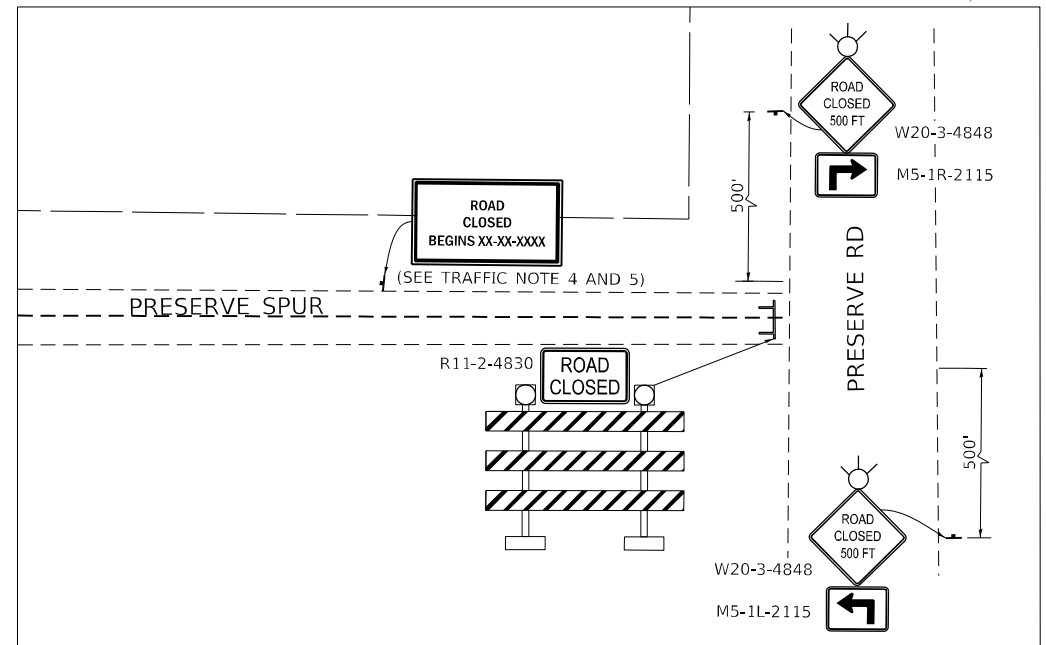 ROAD
CLOSED
500 FT
W20-3-4848
M5-1R-2115
500'
ROAD
CLOSED
BEGINS XX-XX-XXXX
(SEE TRAFFIC NOTE 4 AND 5)
PRESERVE SPUR
PRESERVE RD
R11-2-4830
ROAD
CLOSED
500'
ROAD
CLOSED
500 FT
W20-3-4848
M5-1L-2115